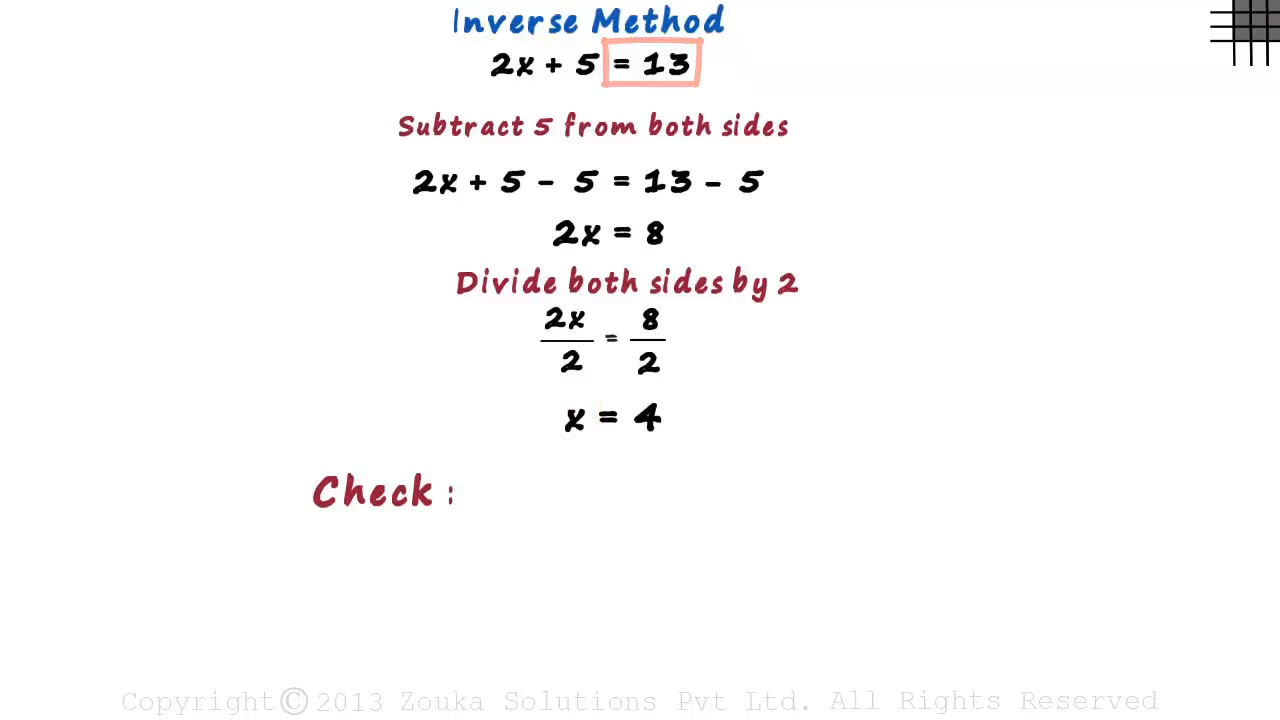 Inverse Method
2x + 5 = 13
Subtract 5 from both sides
2x + 5 - 5 = 13 - 5
2x = 8
Divide both sides by 2
2x/2 = 8/2
x = 4
Check :
Copyright© 2013 Zouka Solutions Pvt Ltd. All Rights Reserved